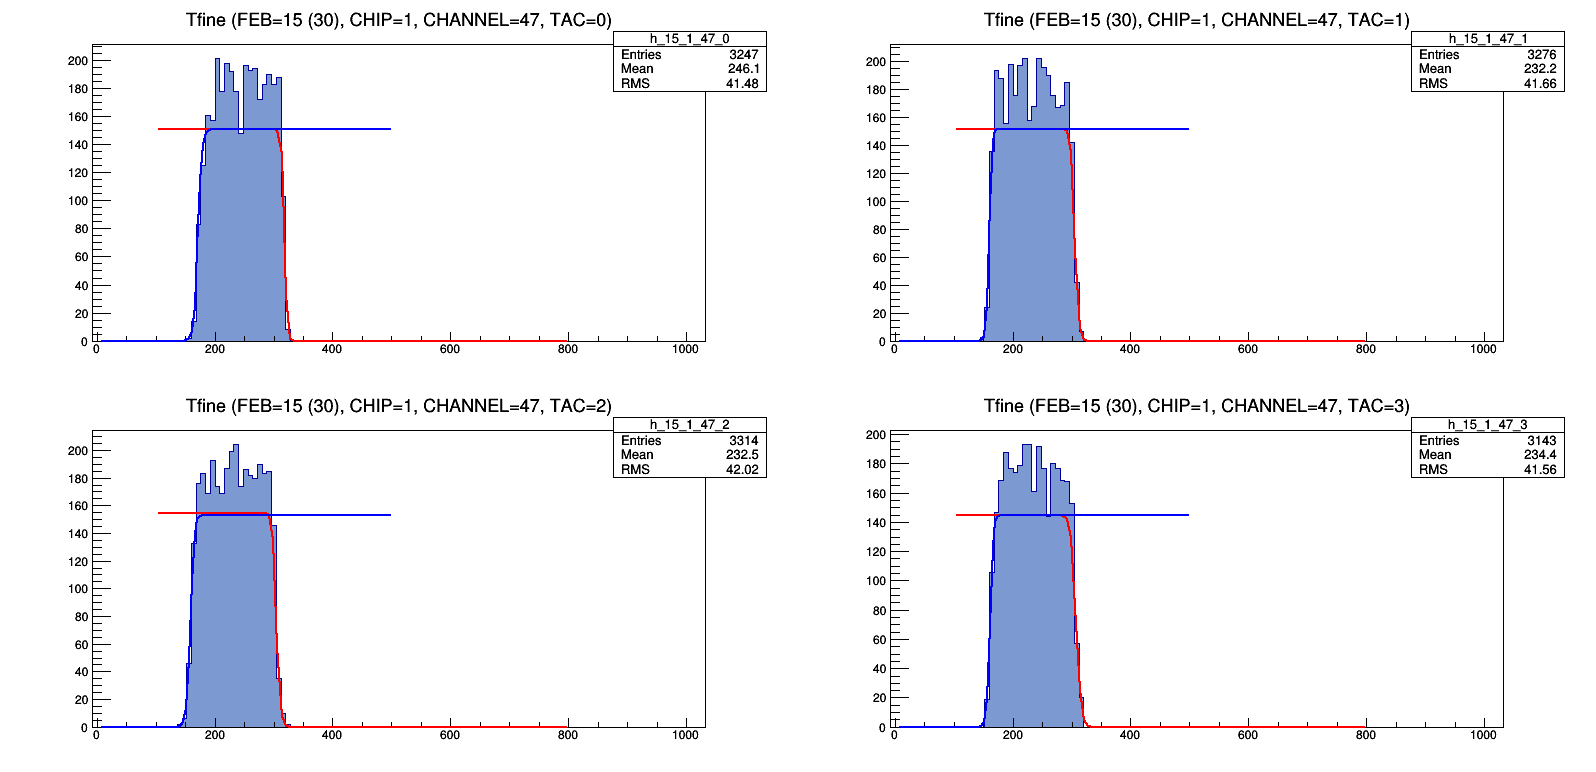 Tfine (FEB=15 (30), CHIP=1, CHANNEL=47, TAC=0)
h_15_1_47_0
Entries 3247
Mean 246.1
RMS 41.48
200
180
160
140
120
100
80
60
40
20
0
0 200 400 600 800 1000
Tfine (FEB=15 (30), CHIP=1, CHANNEL=47, TAC=1)
h_15_1_47_1
Entries 3276
Mean 232.2
RMS 41.66
200
180
160
140
120
100
80
60
40
20
0
0 200 400 600 800 1000
Tfine (FEB=15 (30), CHIP=1, CHANNEL=47, TAC=2)
h_15_1_47_2
Entries 3314
Mean 232.5
RMS 42.02
200
180
160
140
120
100
80
60
40
20
0
0 200 400 600 800 1000
Tfine (FEB=15 (30), CHIP=1, CHANNEL=47, TAC=3)
h_15_1_47_3
Entries 3143
Mean 234.4
RMS 41.56
200
180
160
140
120
100
80
60
40
20
0
0 200 400 600 800 1000